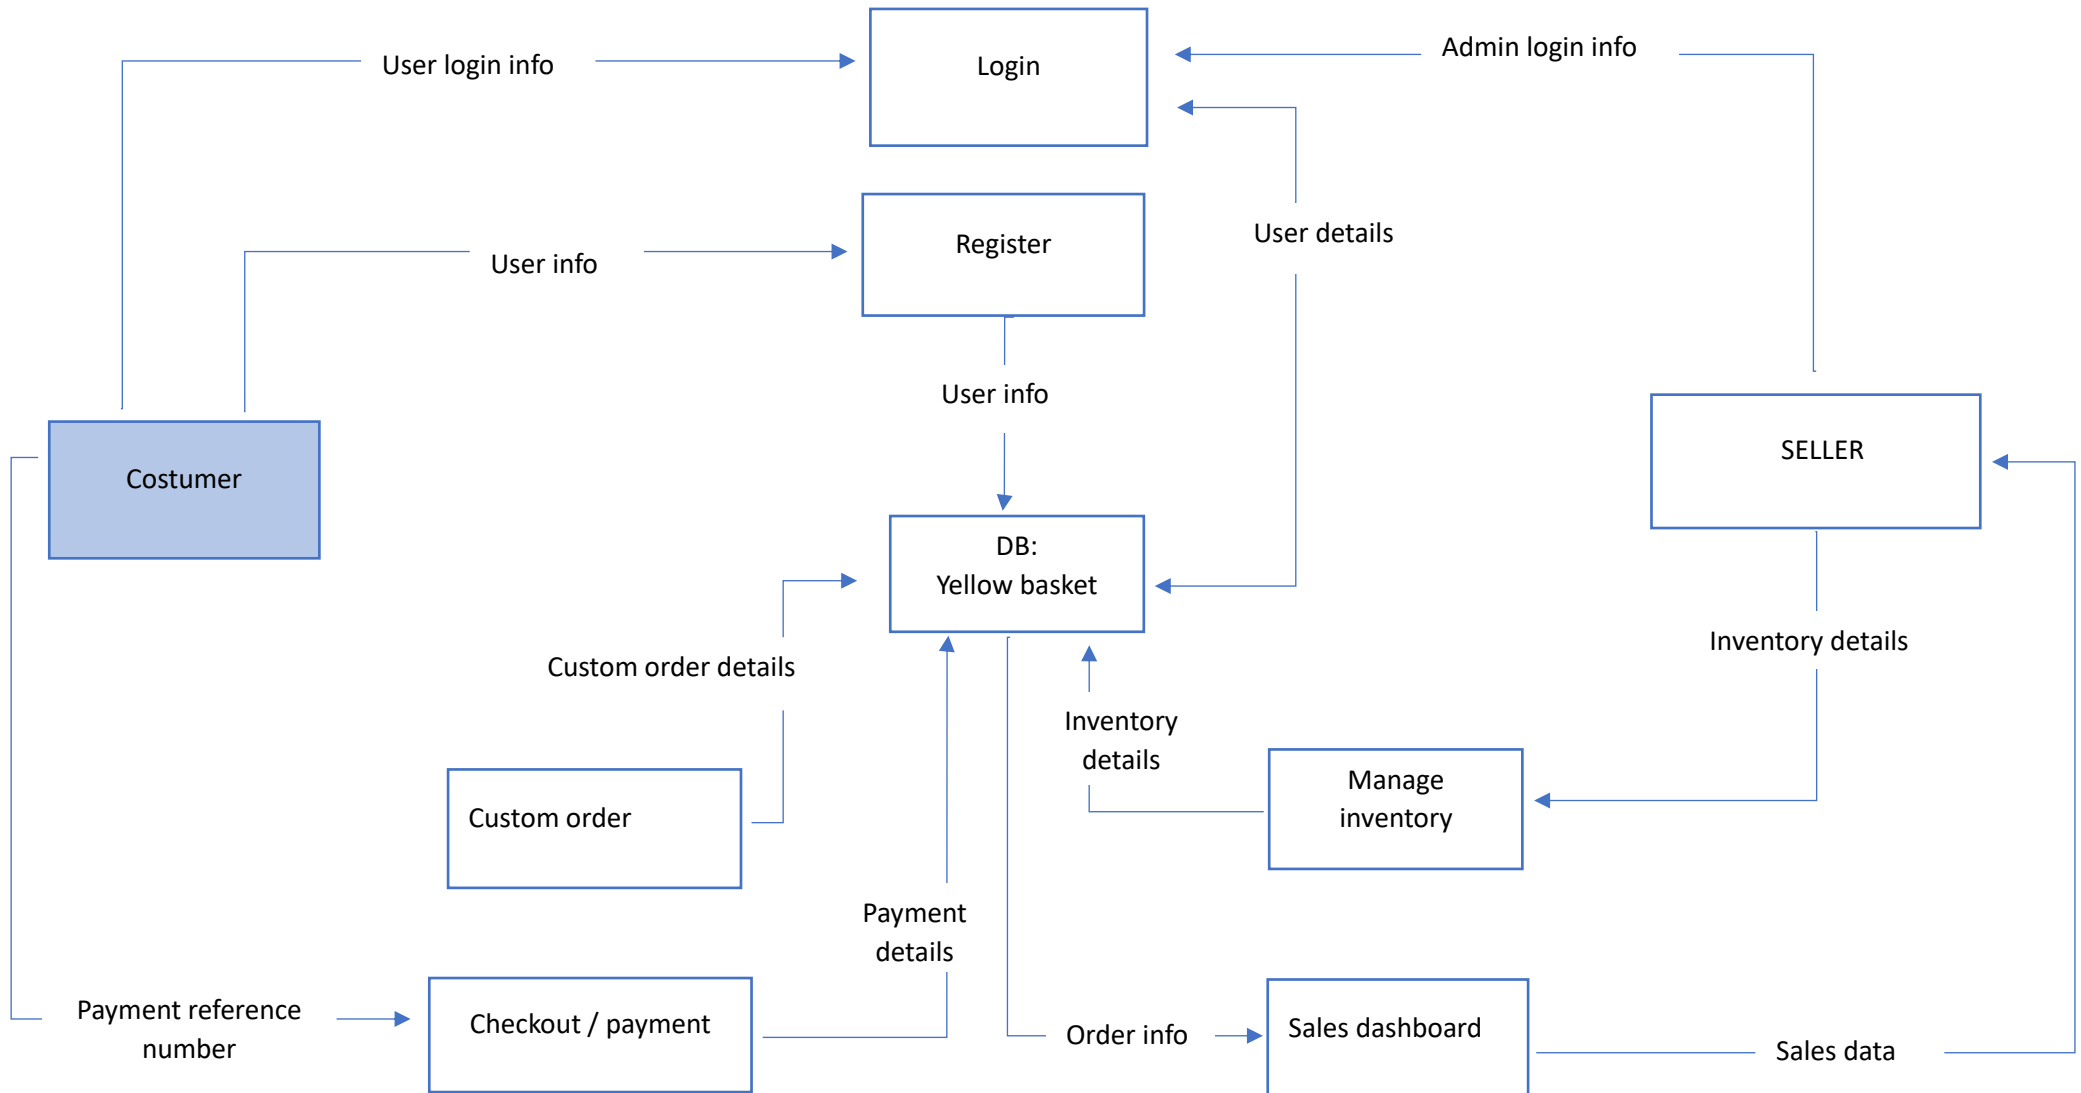 User login info
Login
Admin login info
User info
Register
User details
User info
Costumer
SELLER
DB:
Yellow basket
Custom order details
Inventory details
Inventory
details
Custom order
Manage
inventory
Payment
details
Payment reference
number
Checkout / payment
Order info
Sales dashboard
Sales data